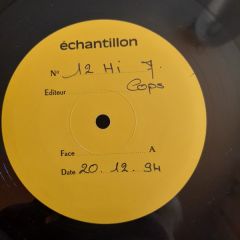 échantillon
N° 12 Hi 7.
Editeur Cops
Face A
Date 20.12.94